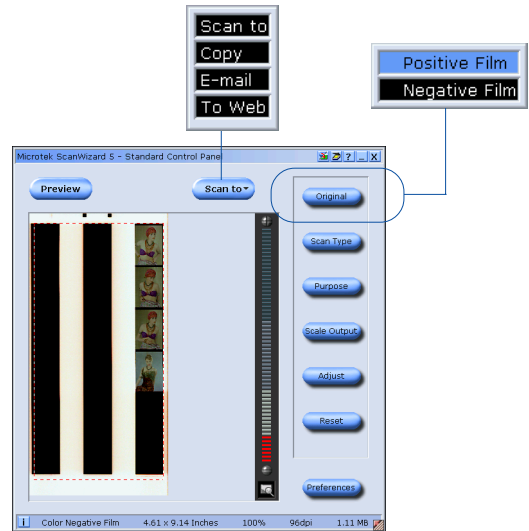 Scan to
Copy
E-mail
To Web
Positive Film
Negative Film
Microtek ScanWizard 5 - Standard Control Panel
Preview
Scan to
Original
Scan Type
Purpose
Scale Output
Adjust
Reset
Preferences
Color Negative Film 4.61 x 9.14 Inches 100% 96dpi 1.11 MB